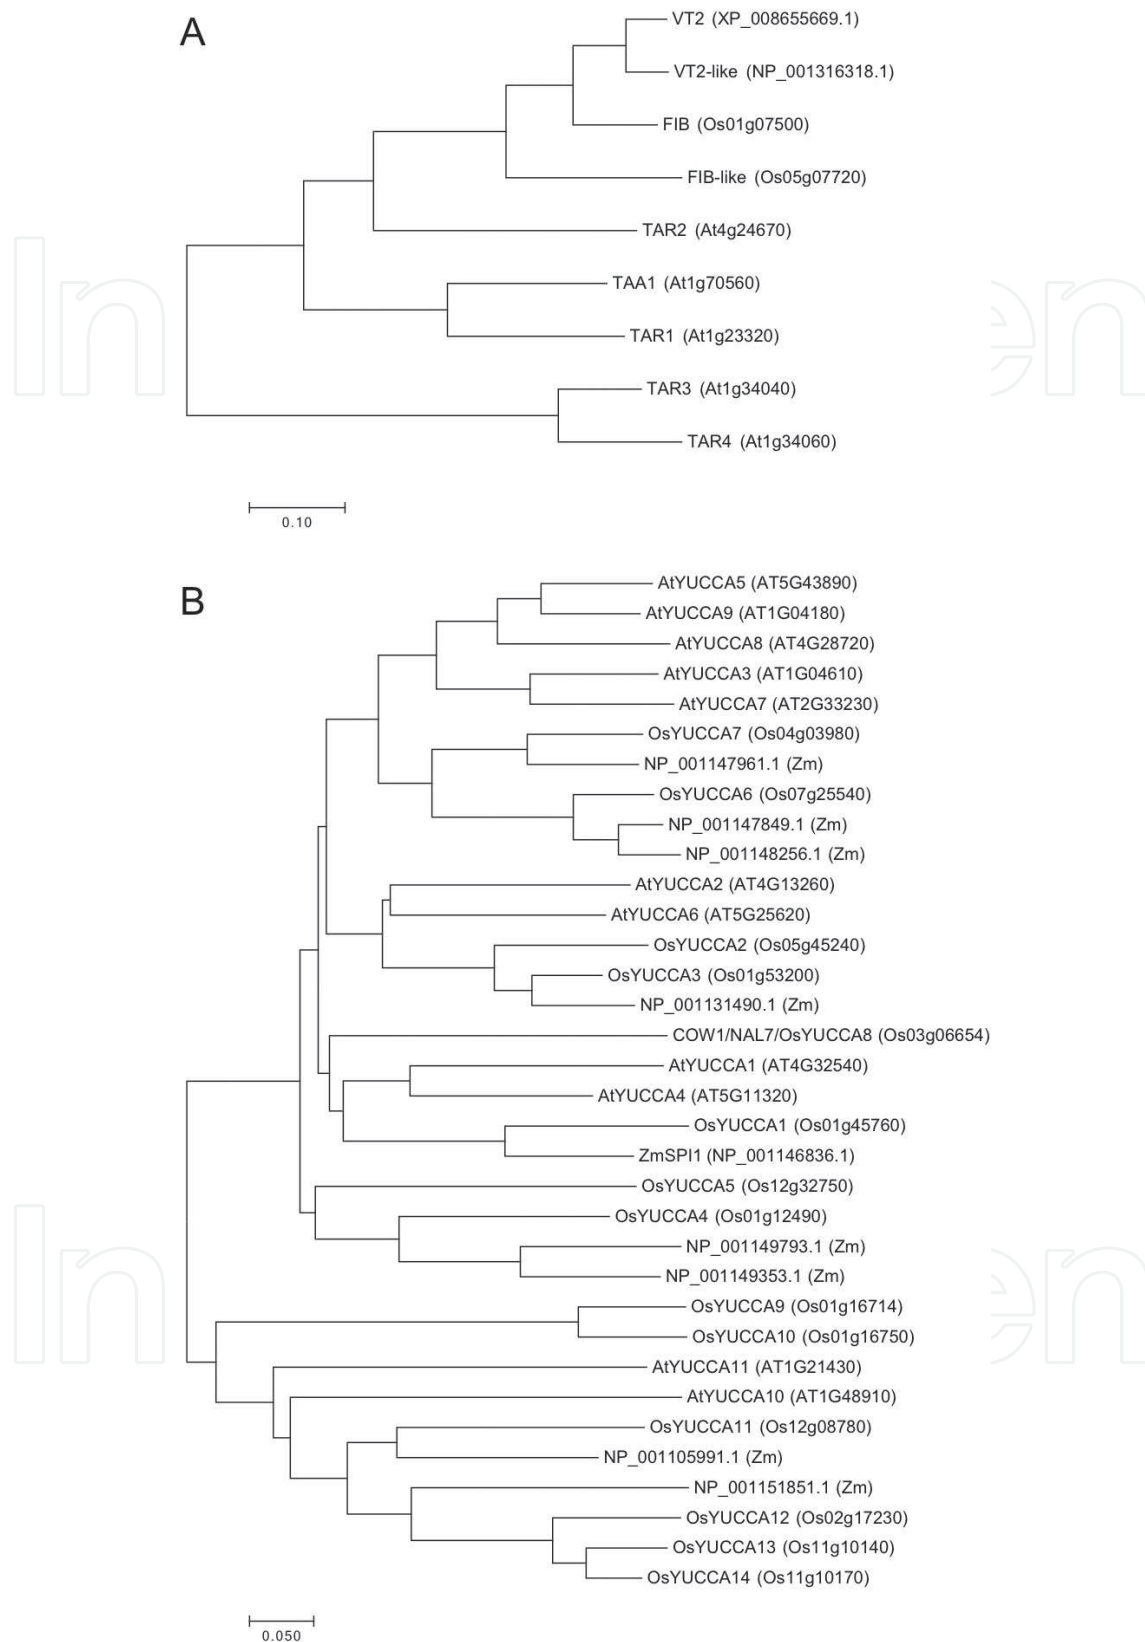 A
VT2 (XP_008655669.1)
VT2-like (NP_001316318.1)
FIB (Os01g07500)
FIB-like (Os05g07720)
TAR2 (At4g24670)
TAA1 (At1g70560)
TAR1 (At1g23320)
TAR3 (At1g34040)
TAR4 (At1g34060)
0.10
B
AtYUCCA5 (AT5G43890)
AtYUCCA9 (AT1G04180)
AtYUCCA8 (AT4G28720)
AtYUCCA3 (AT1G04610)
AtYUCCA7 (AT2G33230)
OsYUCCA7 (Os04g03980)
NP_001147961.1 (Zm)
OsYUCCA6 (Os07g25540)
NP_001147849.1 (Zm)
NP_001148256.1 (Zm)
AtYUCCA2 (AT4G13260)
AtYUCCA6 (AT5G25620)
OsYUCCA2 (Os05g45240)
OsYUCCA3 (Os01g53200)
NP_001131490.1 (Zm)
COW1/NAL7/OsYUCCA8 (Os03g06654)
AtYUCCA1 (AT4G32540)
AtYUCCA4 (AT5G11320)
OsYUCCA1 (Os01g45760)
ZmSPI1 (NP_001146836.1)
OsYUCCA5 (Os12g32750)
OsYUCCA4 (Os01g12490)
NP_001149793.1 (Zm)
NP_001149353.1 (Zm)
OsYUCCA9 (Os01g16714)
OsYUCCA10 (Os01g16750)
AtYUCCA11 (AT1G21430)
AtYUCCA10 (AT1G48910)
OsYUCCA11 (Os12g08780)
NP_001105991.1 (Zm)
NP_001151851.1 (Zm)
OsYUCCA12 (Os02g17230)
OsYUCCA13 (Os11g10140)
OsYUCCA14 (Os11g10170)
0.050